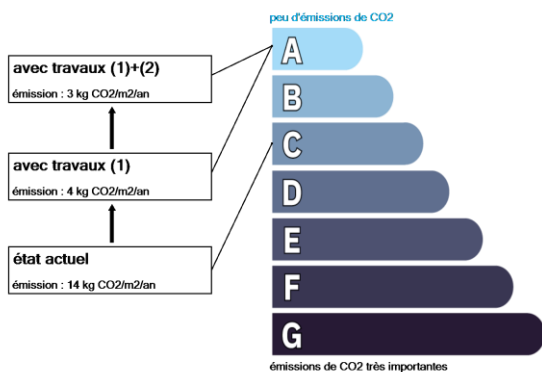 peu d'émissions de CO2
avec travaux (1)+(2)
émission : 3 kg CO2/m2/an
avec travaux (1)
émission : 4 kg CO2/m2/an
état actuel
émission : 14 kg CO2/m2/an
A
B
C
D
E
F
G
émissions de CO2 très importantes